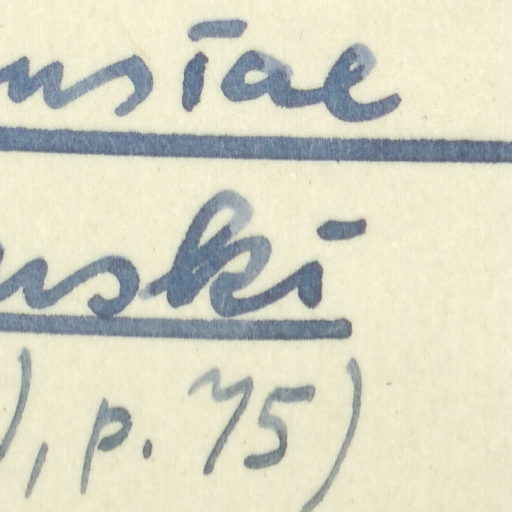 nsiae
nski
), p. 75)